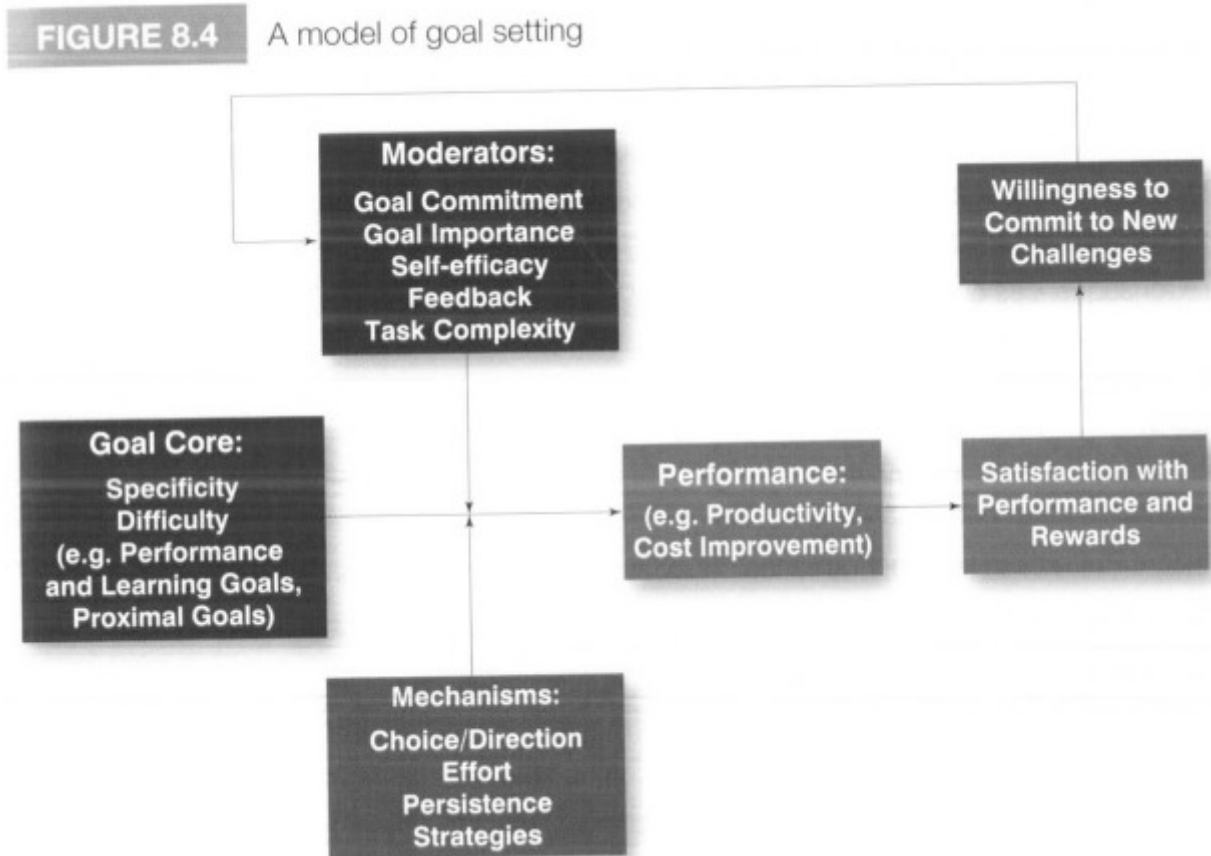 FIGURE 8.4 A model of goal setting
Moderators:
Goal Commitment
Goal Importance
Self-efficacy
Feedback
Task Complexity
Willingness to
Commit to New
Challenges
Goal Core:
Specificity
Difficulty
(e.g. Performance
and Learning Goals,
Proximal Goals)
Performance:
(e.g. Productivity,
Cost Improvement)
Satisfaction with
Performance and
Rewards
Mechanisms:
Choice/Direction
Effort
Persistence
Strategies